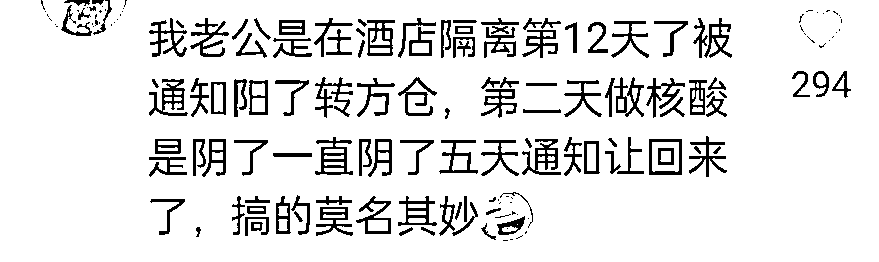 我老公是在酒店隔离第12天了被
通知阳了转方仓，第二天做核酸
是阴了一直阴了五天通知让回来
了，搞的莫名其妙
294